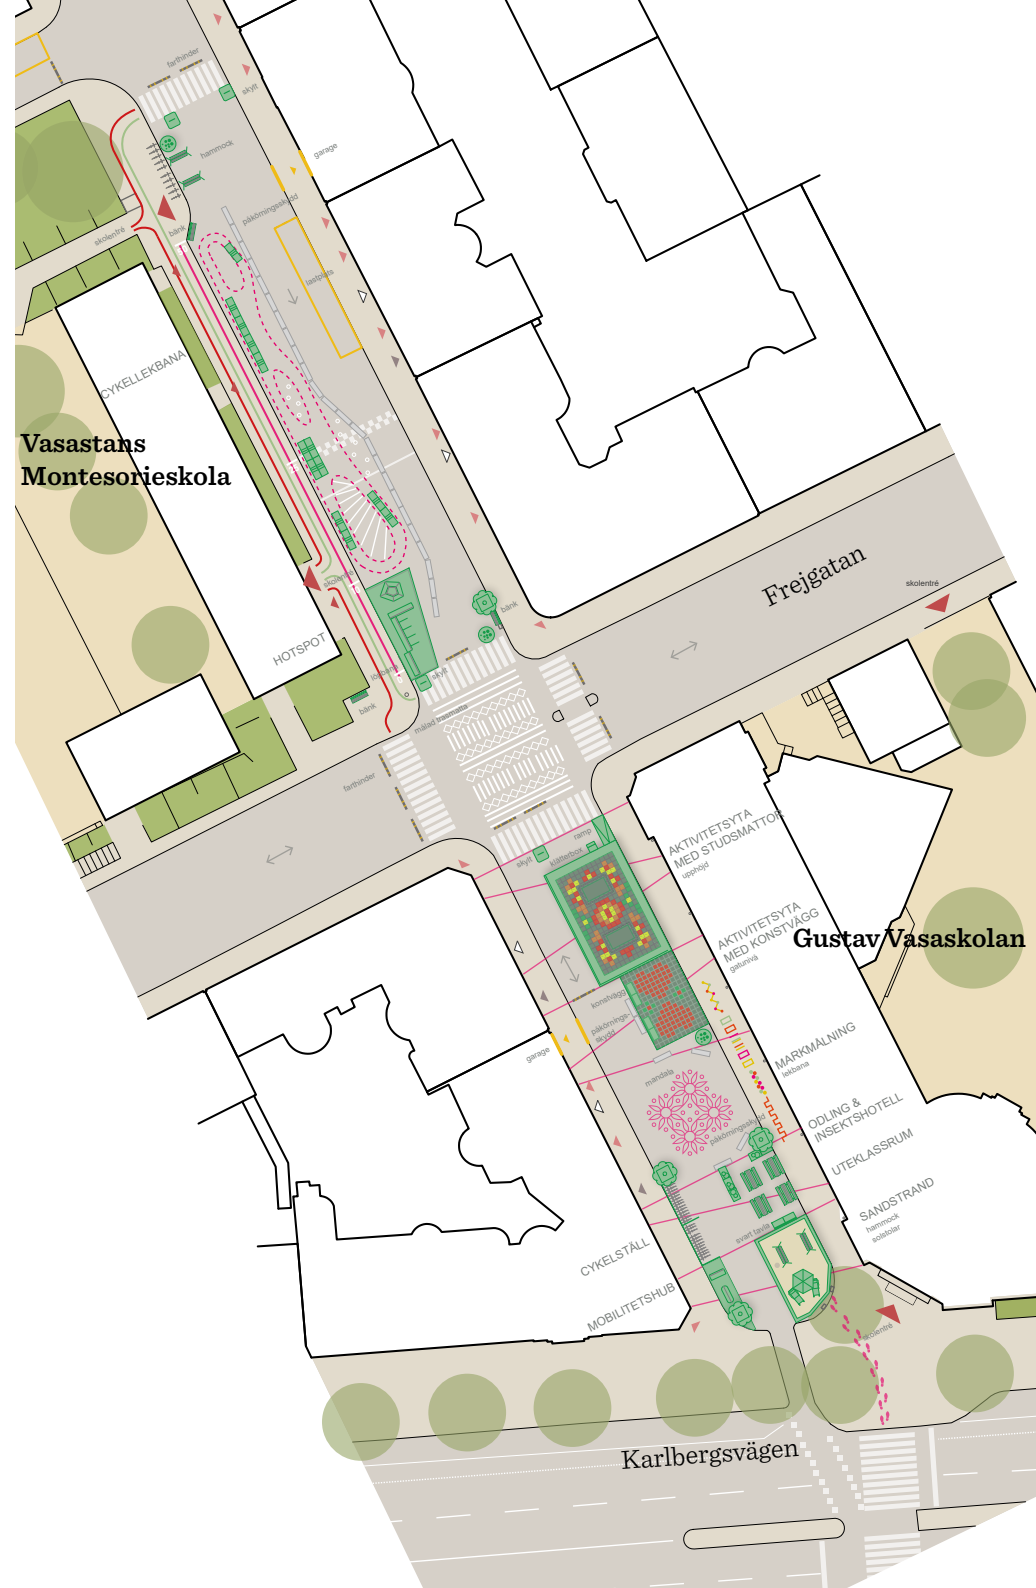 farthinder
skylt
hammock
garage
påkörningsskydd
skolentré
bänk
lastplats
CYKELLEKBANA
Vasastans
Montesorieskola
skolentré
Frejgatan
skolentré
bänk
HOTSPOT
löpbana
skylt
bänk
målad trasmatta
farthinder
ramp
klätterbox
skylt
AKTIVITETSYTA
MED STUDSMATTOR
upphöjd
AKTIVITETSYTA
MED KONSTVÄGG
gatunivå
Gustav Vasaskolan
konstvägg
påkörnings-
skydd
garage
MARKMÅLNING
lekbana
mandala
ODLING &
INSEKTSHOTELL
påkörningsskydd
UTEKLASSRUM
SANDSTRAND
hammock
solstolar
svart tavla
CYKELSTÄLL
MOBILITETSHUB
skolentré
Karlbergsvägen